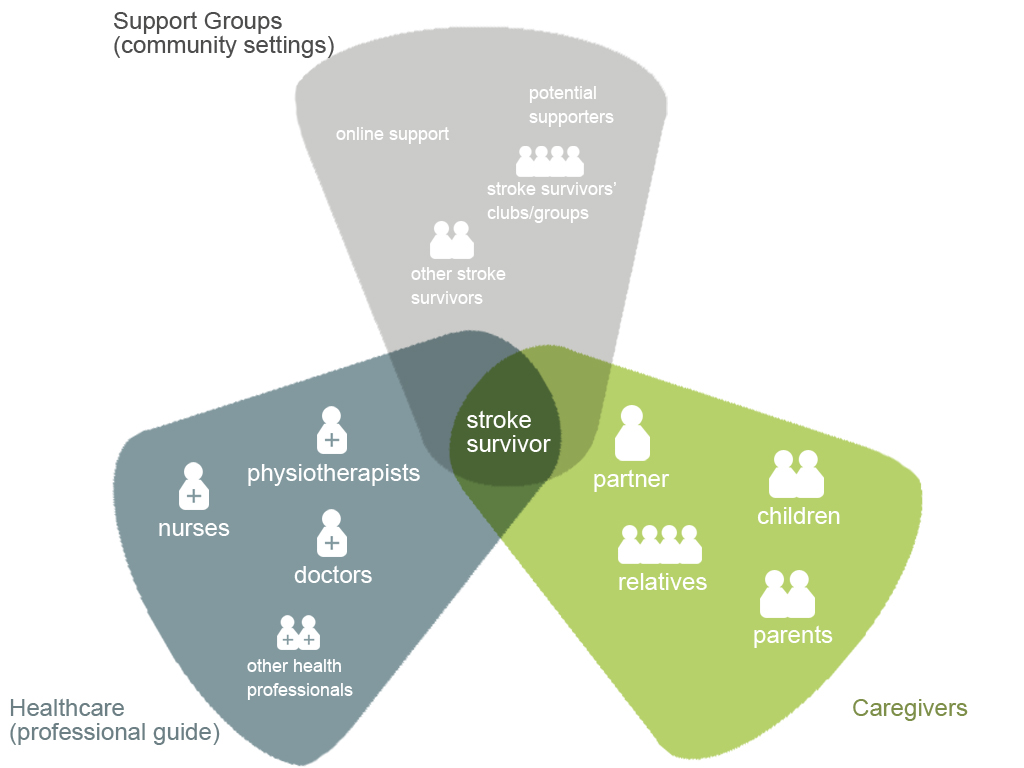 Support Groups
(community settings)
potential
supporters
online support
stroke survivors’
clubs/groups
other stroke
survivors
stroke
survivor
physiotherapists
nurses
doctors
other health
professionals
partner
children
relatives
parents
Healthcare
(professional guide)
Caregivers